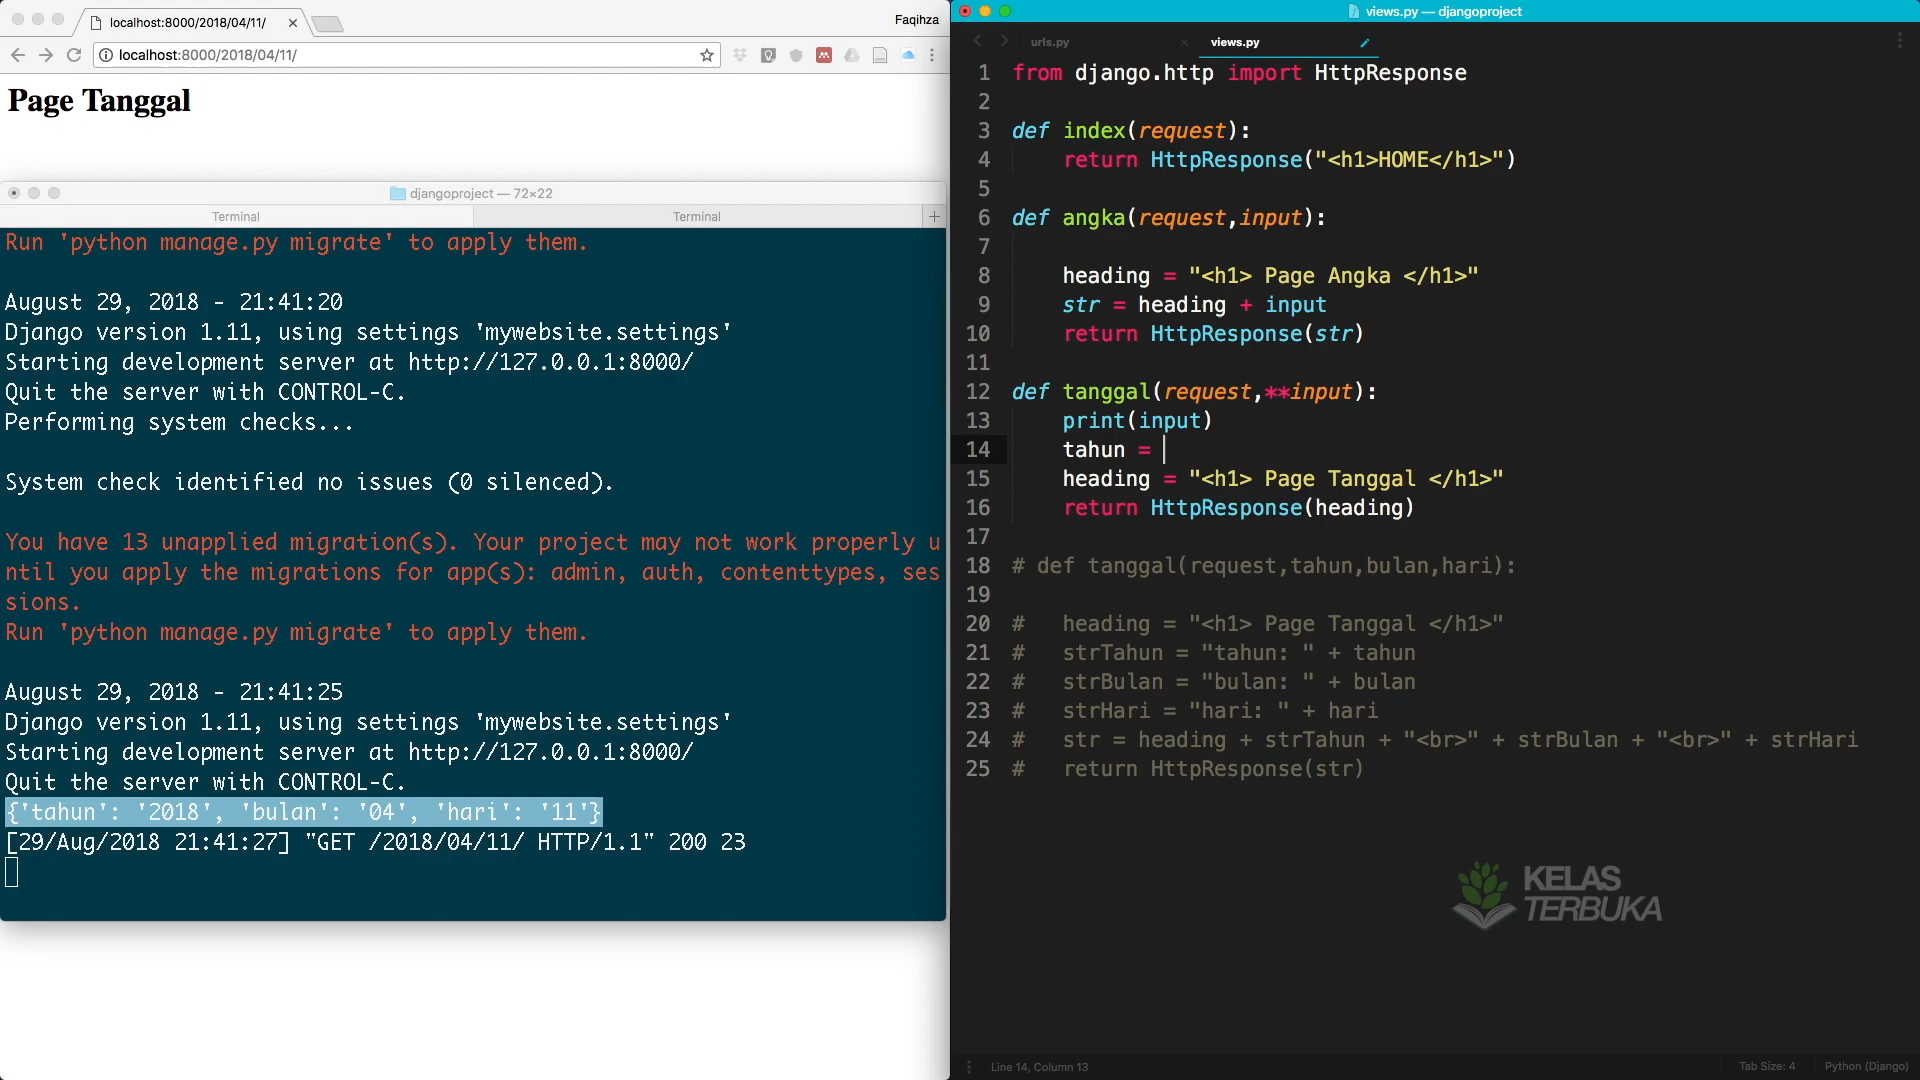 localhost:8000/2018/04/11/
Faqihza
localhost:8000/2018/04/11/
Page Tanggal
djangoproject — 72×22
Terminal
Terminal
Run 'python manage.py migrate' to apply them.
August 29, 2018 - 21:41:20
Django version 1.11, using settings 'mywebsite.settings'
Starting development server at http://127.0.0.1:8000/
Quit the server with CONTROL-C.
Performing system checks...
System check identified no issues (0 silenced).
You have 13 unapplied migration(s). Your project may not work properly u
ntil you apply the migrations for app(s): admin, auth, contenttypes, ses
sions.
Run 'python manage.py migrate' to apply them.
August 29, 2018 - 21:41:25
Django version 1.11, using settings 'mywebsite.settings'
Starting development server at http://127.0.0.1:8000/
Quit the server with CONTROL-C.
{'tahun': '2018', 'bulan': '04', 'hari': '11'}
[29/Aug/2018 21:41:27] "GET /2018/04/11/ HTTP/1.1" 200 23
views.py — djangoproject
urls.py
views.py
1 from django.http import HttpResponse
2
3 def index(request):
4     return HttpResponse("<h1>HOME</h1>")
5
6 def angka(request,input):
7
8     heading = "<h1> Page Angka </h1>"
9     str = heading + input
10     return HttpResponse(str)
11
12 def tanggal(request,**input):
13     print(input)
14     tahun =
15     heading = "<h1> Page Tanggal </h1>"
16     return HttpResponse(heading)
17
18 # def tanggal(request,tahun,bulan,hari):
19
20 #   heading = "<h1> Page Tanggal </h1>"
21 #   strTahun = "tahun: " + tahun
22 #   strBulan = "bulan: " + bulan
23 #   strHari = "hari: " + hari
24 #   str = heading + strTahun + "<br>" + strBulan + "<br>" + strHari
25 #   return HttpResponse(str)
KELAS
TERBUKA
Line 14, Column 13
Tab Size: 4
Python (Django)